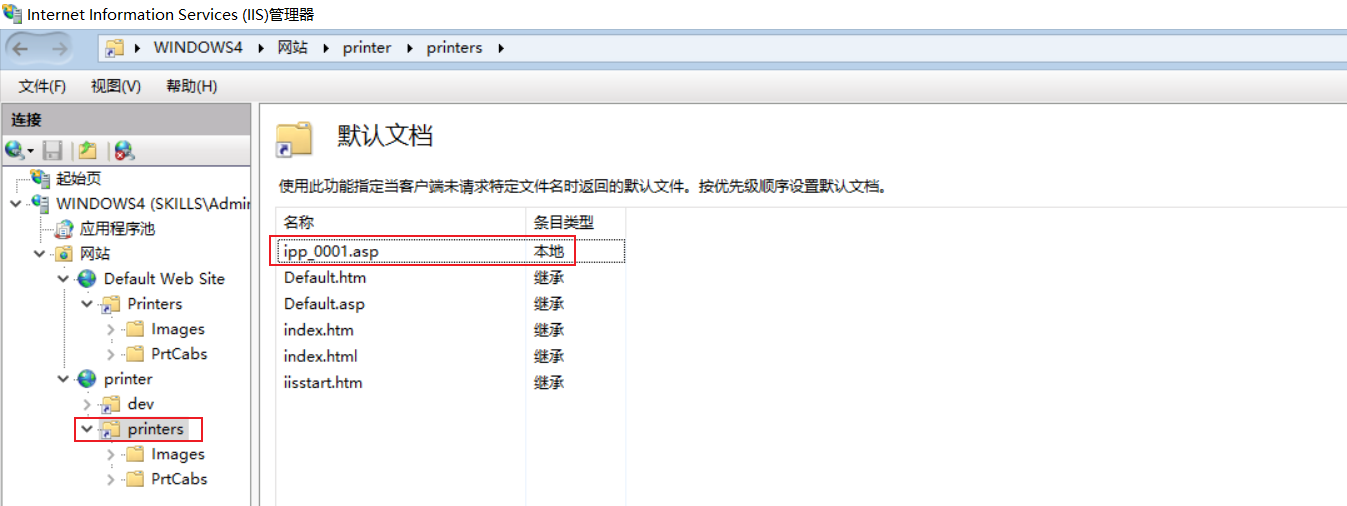 Internet Information Services (IIS)管理器
WINDOWS4 网站 printer printers
文件(F) 视图(V) 帮助(H)
连接
起始页
WINDOWS4 (SKILLS\Admin
应用程序池
网站
Default Web Site
Printers
Images
PrtCabs
printer
dev
printers
Images
PrtCabs
默认文档
使用此功能指定当客户端未请求特定文件名时返回的默认文件。按优先级顺序设置默认文档。
名称 条目类型
ipp_0001.asp 本地
Default.htm 继承
Default.asp 继承
index.htm 继承
index.html 继承
iisstart.htm 继承